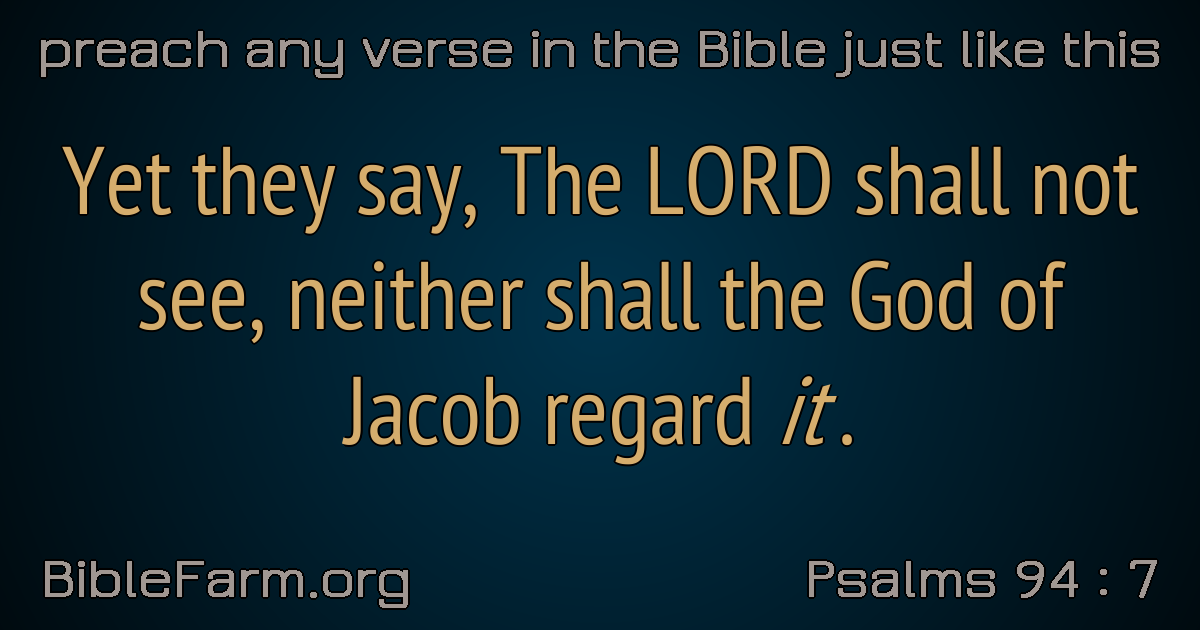 preach any verse in the Bible just like this
Yet they say, The LORD shall not
see, neither shall the God of
Jacob regard it.
BibleFarm.org
Psalms 94 : 7